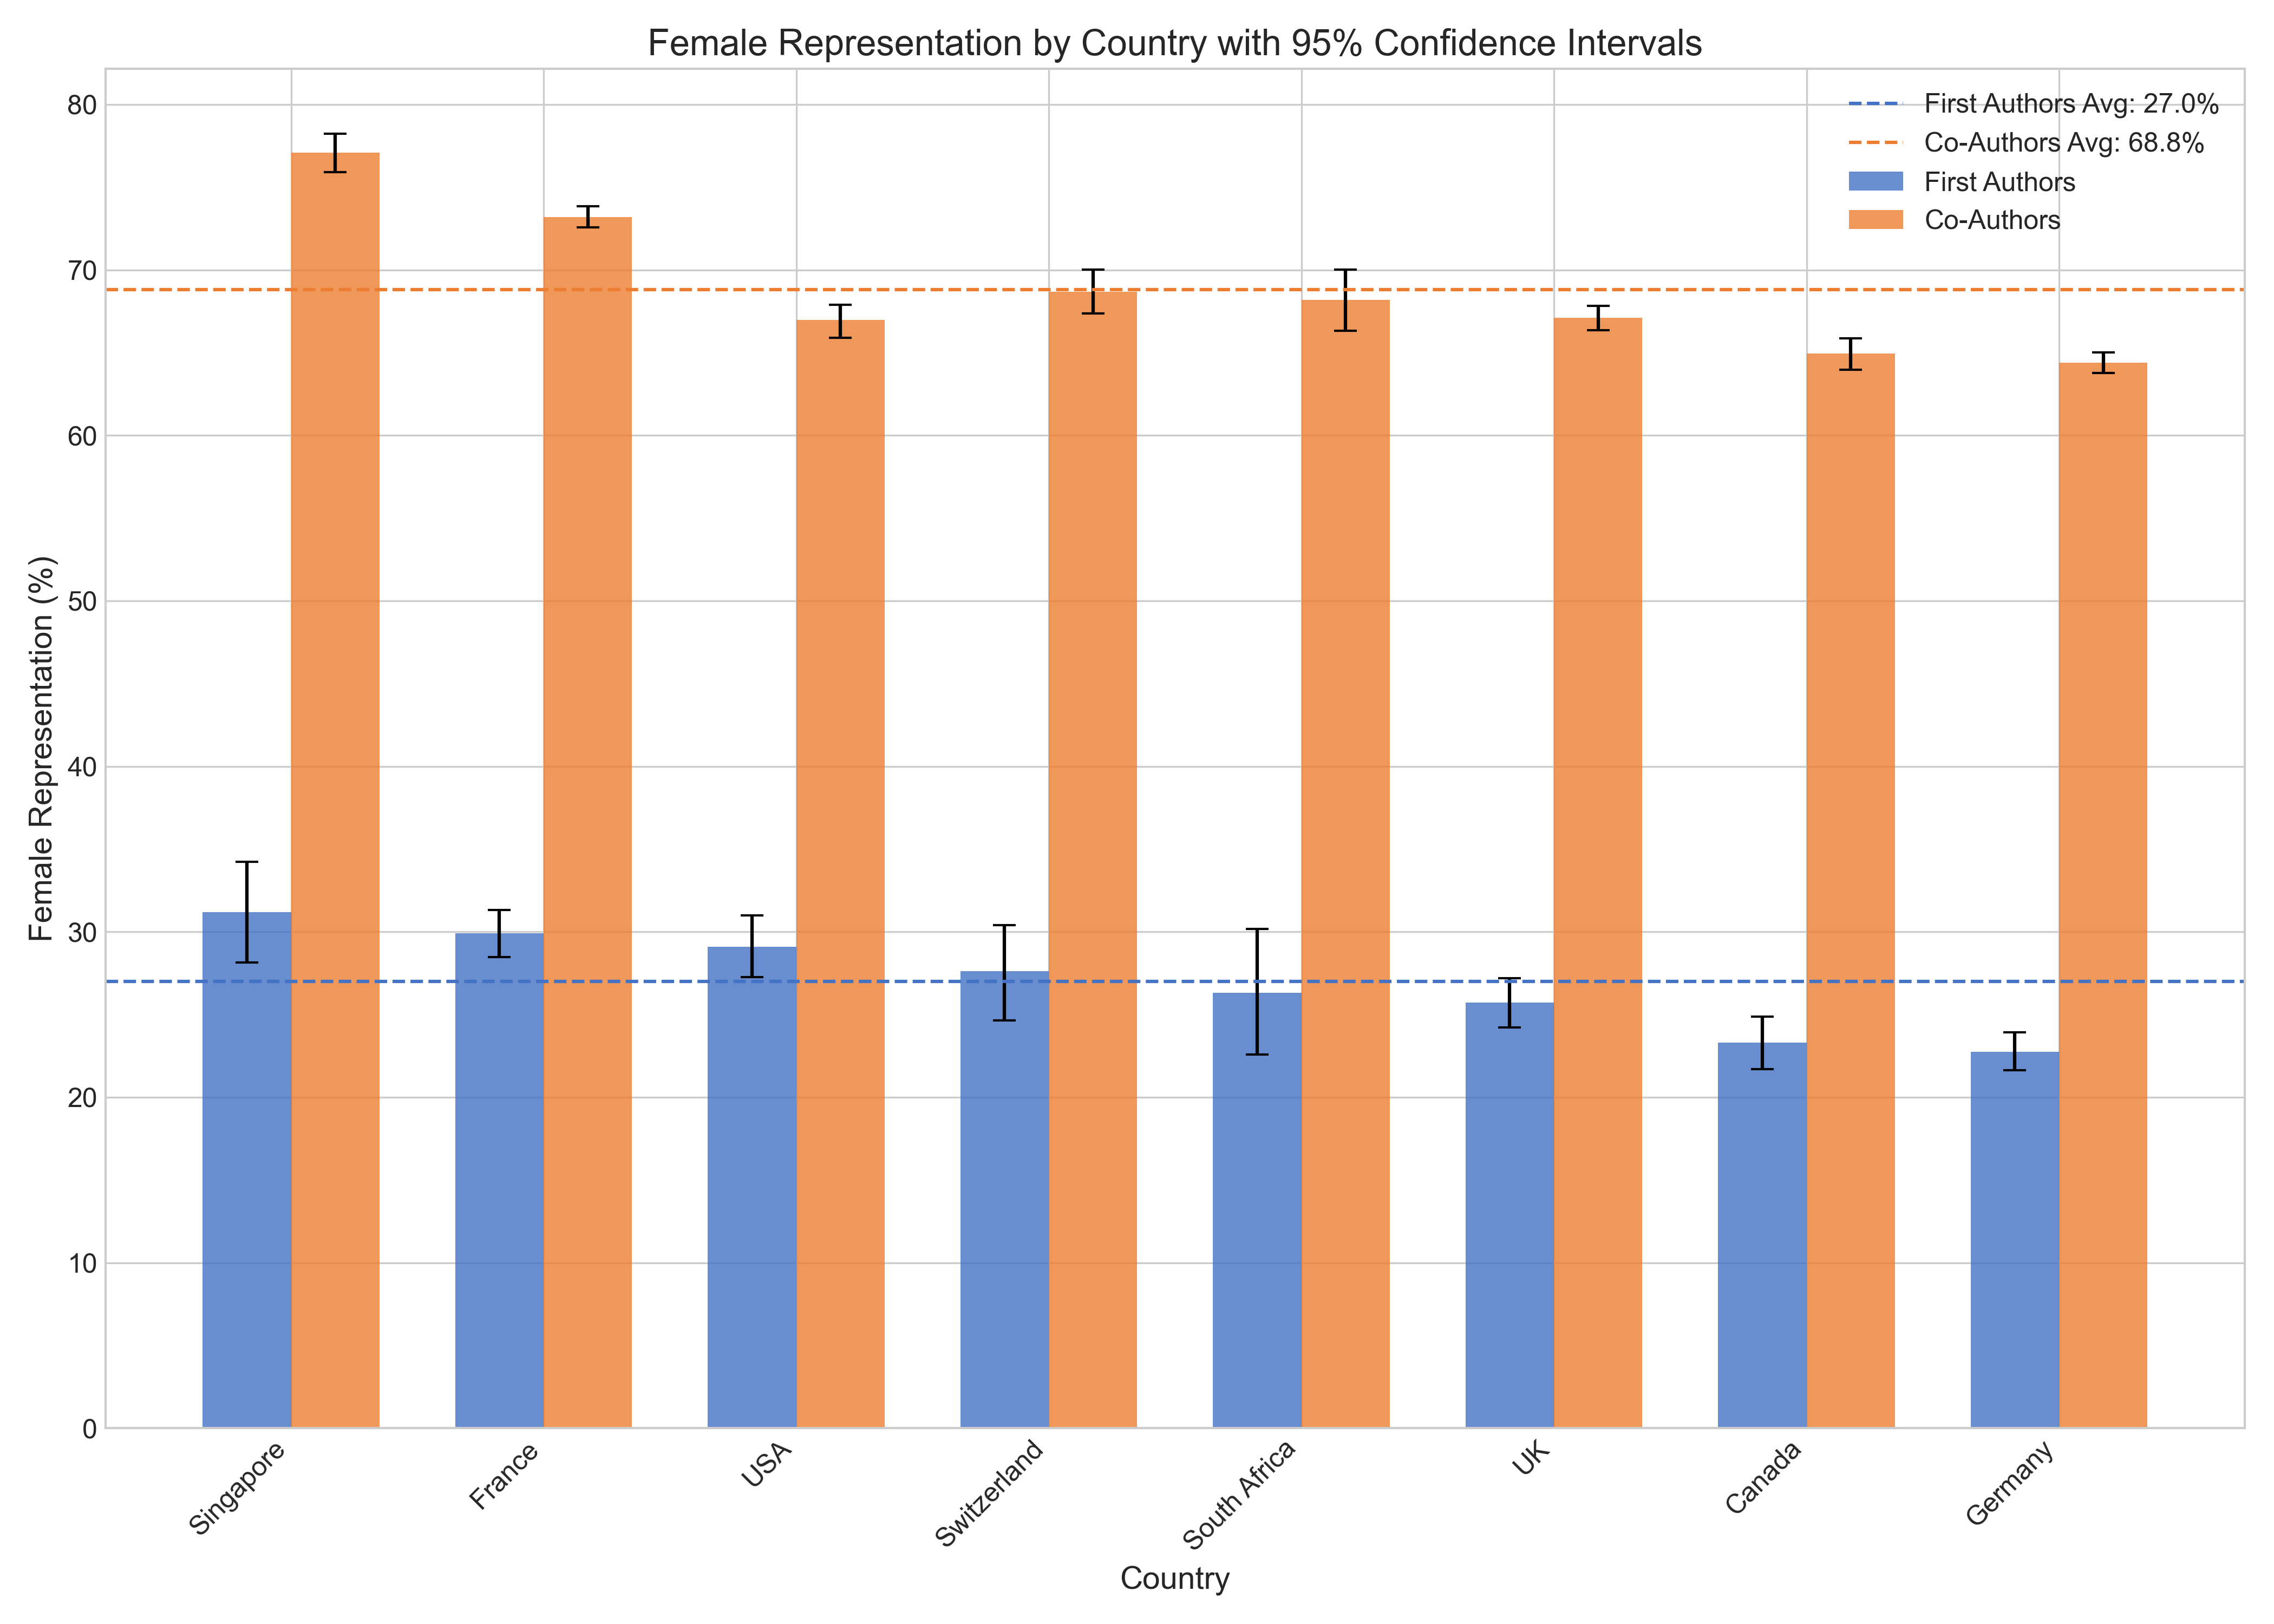 Female Representation by Country with 95% Confidence Intervals
First Authors Avg: 27.0%
Co-Authors Avg: 68.8%
First Authors
Co-Authors
Female Representation (%)
80
70
60
50
40
30
20
10
0
Singapore
France
USA
Switzerland
South Africa
UK
Canada
Germany
Country